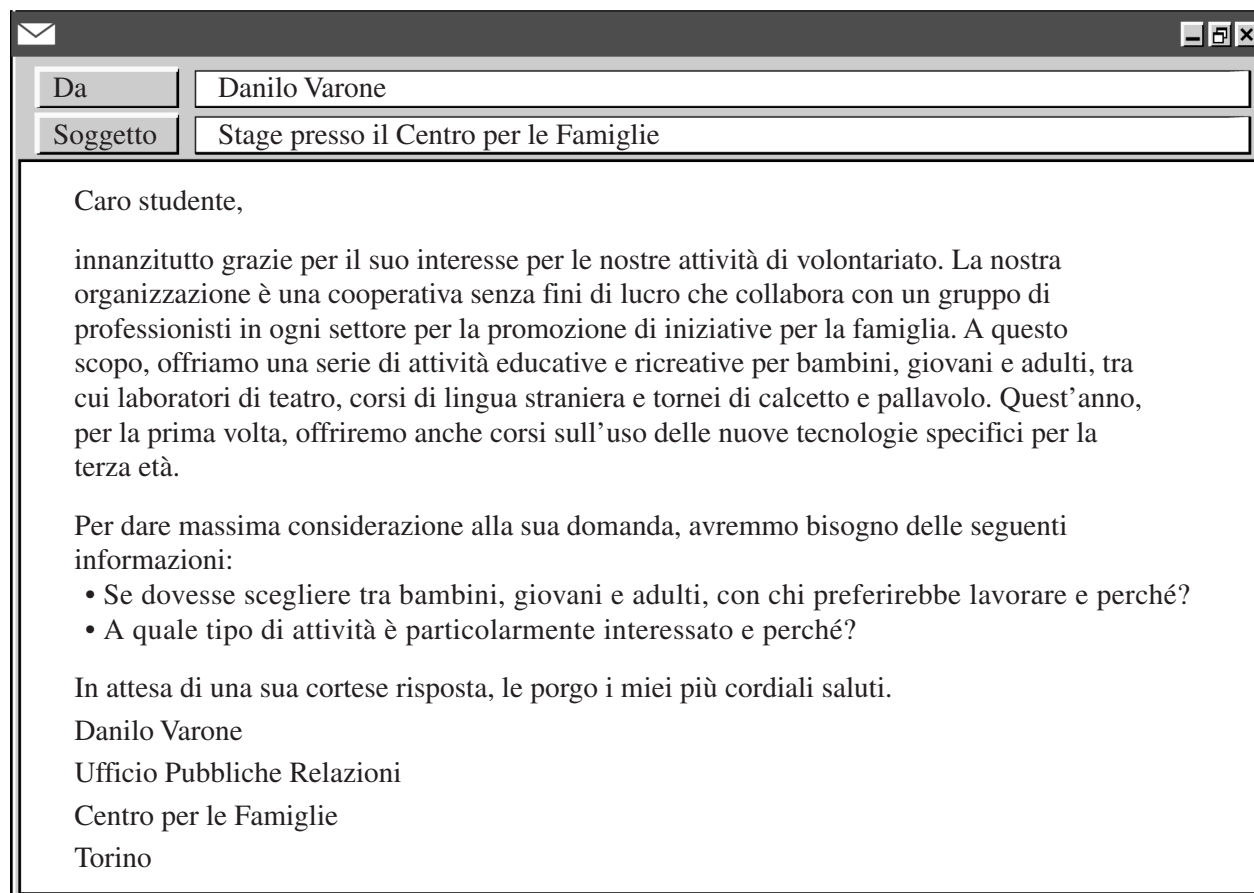 Da
Danilo Varone
Soggetto
Stage presso il Centro per le Famiglie
Caro studente,
innanzitutto grazie per il suo interesse per le nostre attività di volontariato. La nostra
organizzazione è una cooperativa senza fini di lucro che collabora con un gruppo di
professionisti in ogni settore per la promozione di iniziative per la famiglia. A questo
scopo, offriamo una serie di attività educative e ricreative per bambini, giovani e adulti, tra
cui laboratori di teatro, corsi di lingua straniera e tornei di calcetto e pallavolo. Quest’anno,
per la prima volta, offriremo anche corsi sull’uso delle nuove tecnologie specifici per la
terza età.
Per dare massima considerazione alla sua domanda, avremmo bisogno delle seguenti
informazioni:
• Se dovesse scegliere tra bambini, giovani e adulti, con chi preferirebbe lavorare e perché?
• A quale tipo di attività è particolarmente interessato e perché?
In attesa di una sua cortese risposta, le porgo i miei più cordiali saluti.
Danilo Varone
Ufficio Pubbliche Relazioni
Centro per le Famiglie
Torino